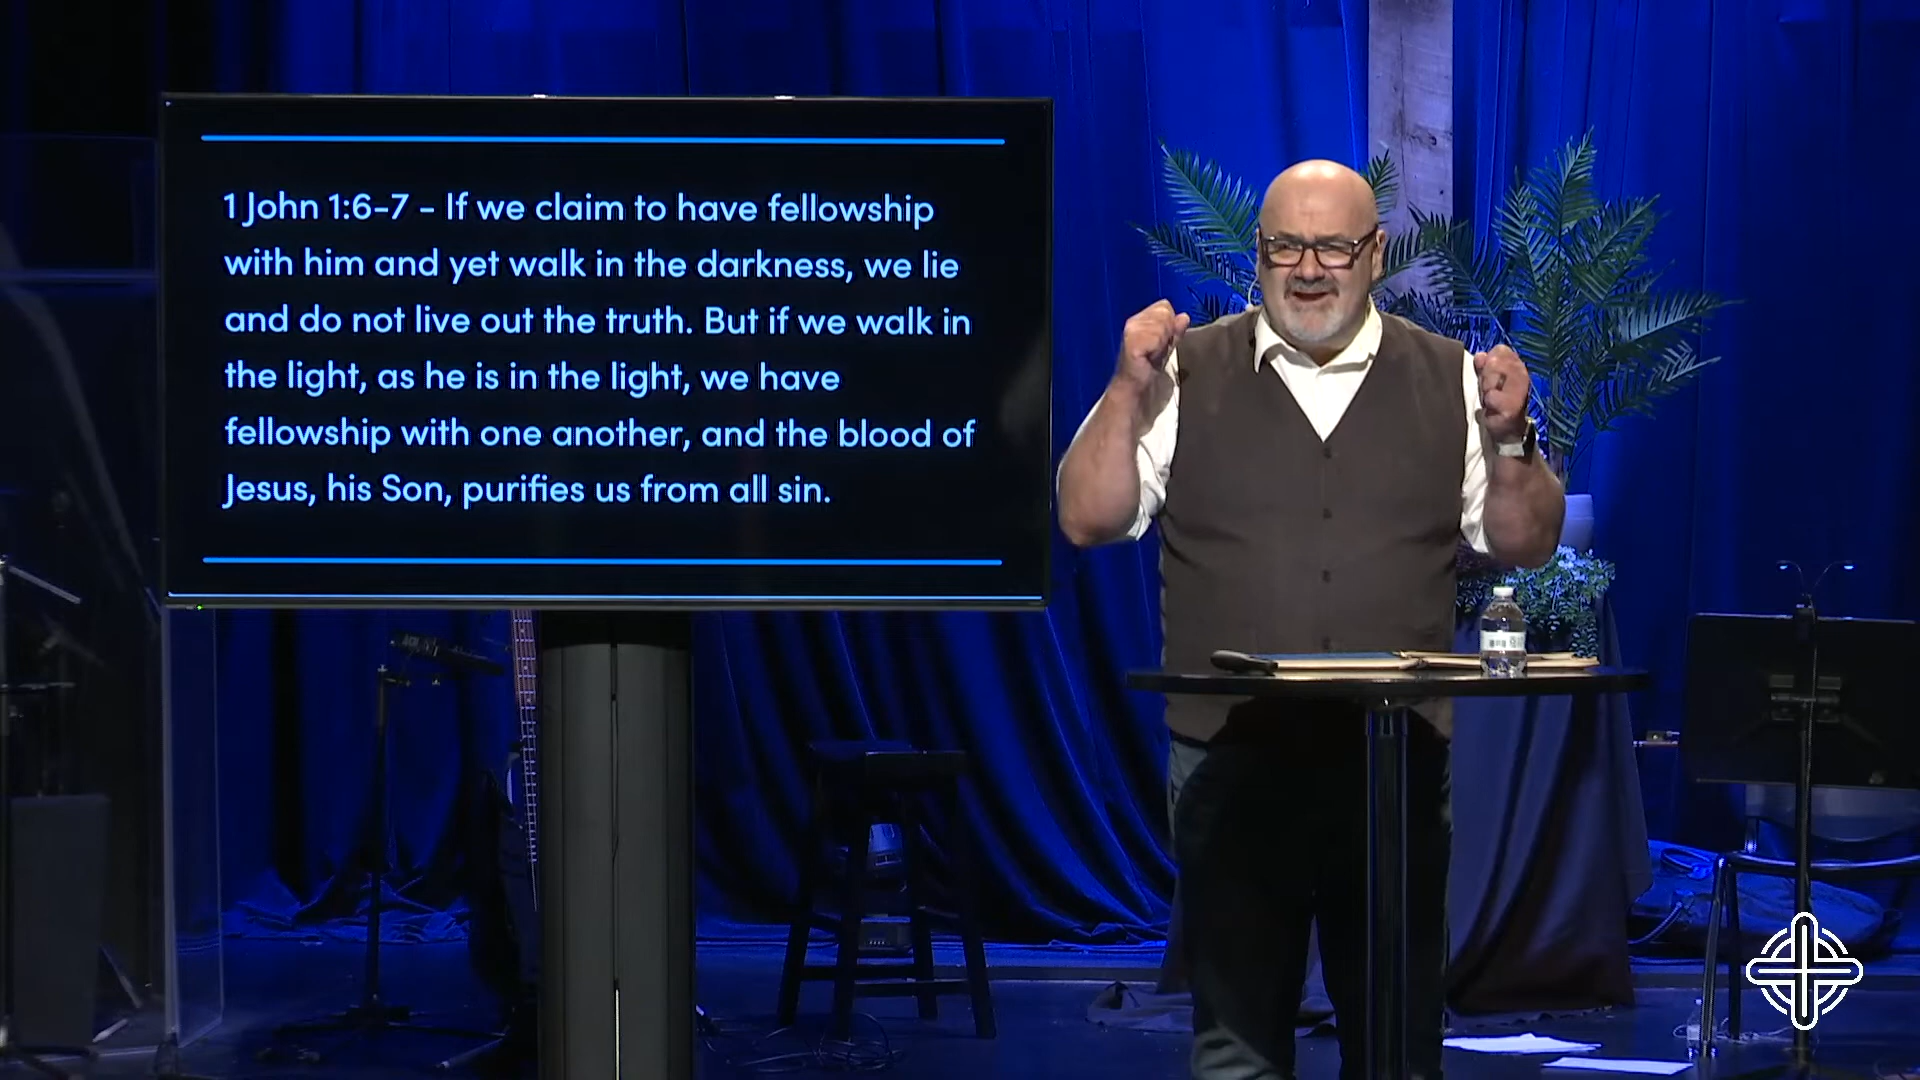 1 John 1:6-7 - If we claim to have fellowship
with him and yet walk in the darkness, we lie
and do not live out the truth. But if we walk in
the light, as he is in the light, we have
fellowship with one another, and the blood of
Jesus, his Son, purifies us from all sin.